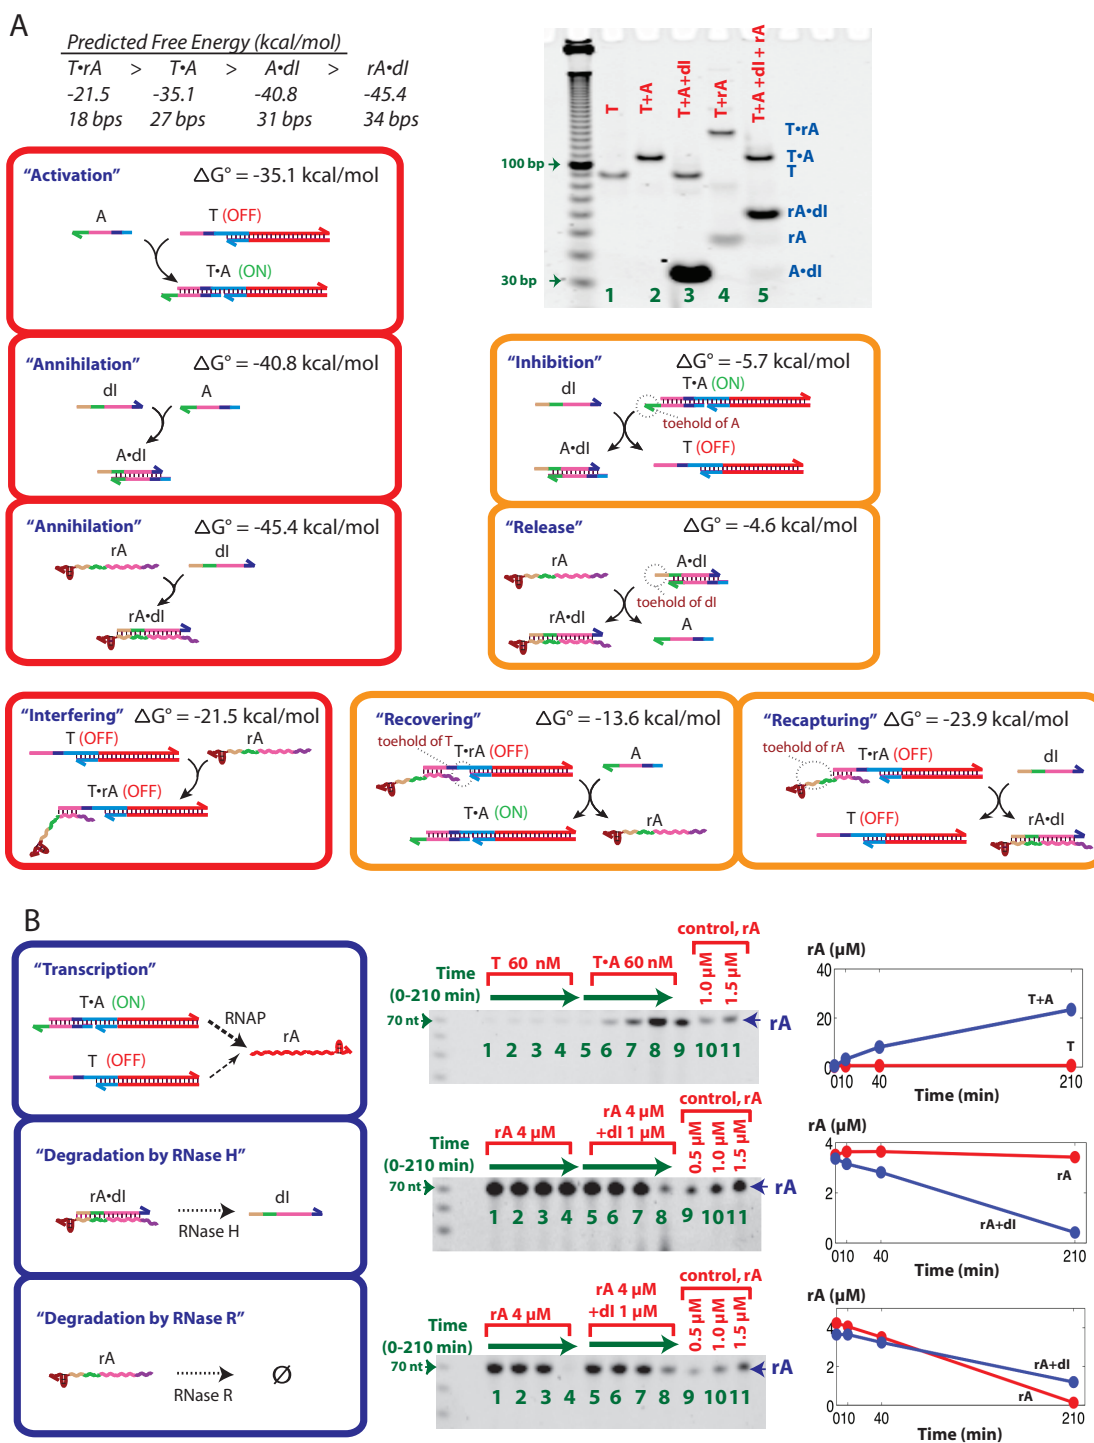 A
Predicted Free Energy (kcal/mol)
T•rA > T•A > A•dI > rA•dI
-21.5 -35.1 -40.8 -45.4
18 bps 27 bps 31 bps 34 bps
T
T+A
T+A+dI
T+rA
T+A +dI + rA
100 bp
30 bp
T•rA
T•A
T
rA•dI
rA
A•dI
1 2 3 4 5
"Activation" △G° = -35.1 kcal/mol
A T (OFF)
T•A (ON)
"Annihilation" △G° = -40.8 kcal/mol
dI A
A•dI
"Inhibition" △G° = -5.7 kcal/mol
dI T•A (ON)
toehold of A
A•dI T (OFF)
"Annihilation" △G° = -45.4 kcal/mol
rA dI
rA•dI
"Release" △G° = -4.6 kcal/mol
rA A•dI
toehold of dI
rA•dI A
"Interfering" △G° = -21.5 kcal/mol
T (OFF) rA
T•rA (OFF)
"Recovering" △G° = -13.6 kcal/mol
toehold of T
T•rA (OFF) A
T•A (ON) rA
"Recapturing" △G° = -23.9 kcal/mol
toehold of rA
T•rA (OFF) dI
T (OFF) rA•dI
B
"Transcription"
T•A (ON)
RNAP
rA
T (OFF)
control, rA
T 60 nM T•A 60 nM 1.0 µM 1.5 µM
Time
(0-210 min)
70 nt rA
1 2 3 4 5 6 7 8 9 10 11
rA (µM)
40
20
0
T+A
T
010 40 210
Time (min)
"Degradation by RNase H"
rA•dI dI
RNase H
control, rA
rA 4 µM
rA 4 µM +dI 1 µM 0.5 µM 1.0 µM 1.5 µM
Time
(0-210 min)
70 nt rA
1 2 3 4 5 6 7 8 9 10 11
rA (µM)
4
2
0
rA
rA+dI
010 40 210
Time (min)
"Degradation by RNase R"
rA ∅
RNase R
control, rA
rA 4 µM
rA 4 µM +dI 1 µM 0.5 µM 1.0 µM 1.5 µM
Time
(0-210 min)
70 nt rA
1 2 3 4 5 6 7 8 9 10 11
rA (µM)
4
2
0
rA+dI
rA
010 40 210
Time (min)